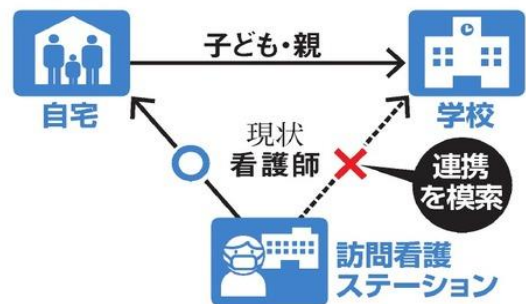 子ども・親
自宅
学校
現状
看護師
連携
を模索
訪問看護
ステーション